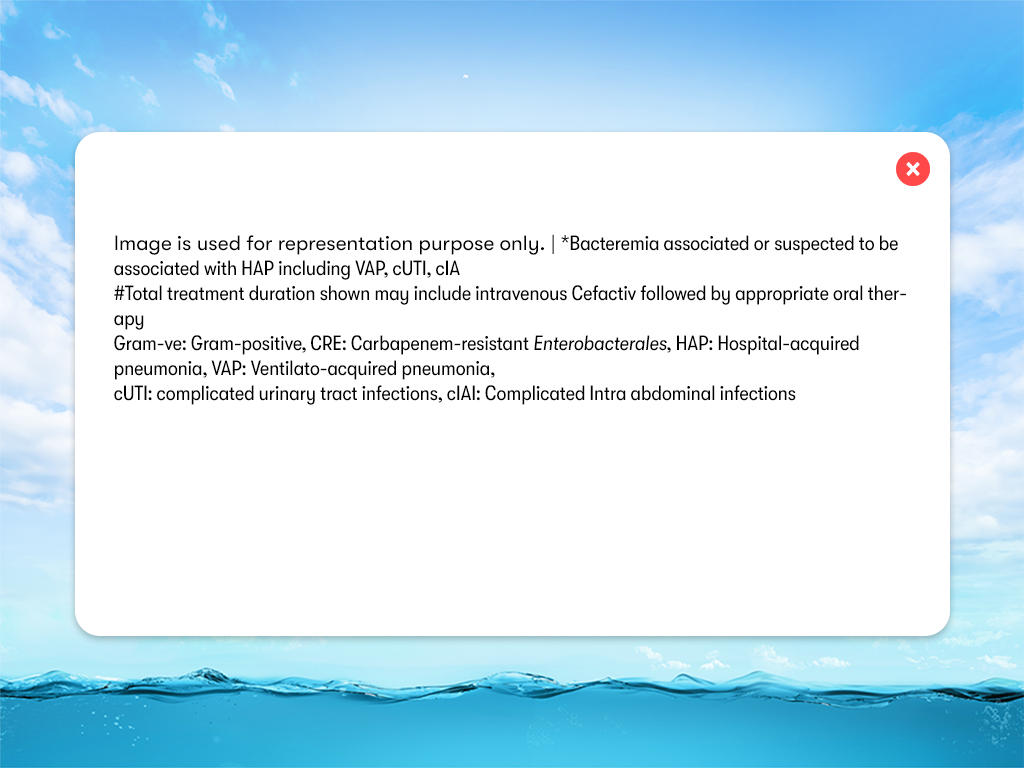 Image is used for representation purpose only. | *Bacteremia associated or suspected to be
associated with HAP including VAP, cUTI, cIA
#Total treatment duration shown may include intravenous Cefactiv followed by appropriate oral ther-
apy
Gram-ve: Gram-positive, CRE: Carbapenem-resistant Enterobacterales, HAP: Hospital-acquired
pneumonia, VAP: Ventilato-acquired pneumonia,
cUTI: complicated urinary tract infections, cIAI: Complicated Intra abdominal infections